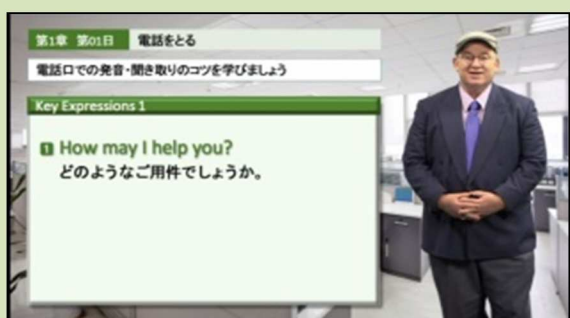 第1章 第01日 電話をとる
電話口での発音・聞き取りのコツを学びましょう
Key Expressions 1
1 How may I help you?
どのようなご用件でしょうか。